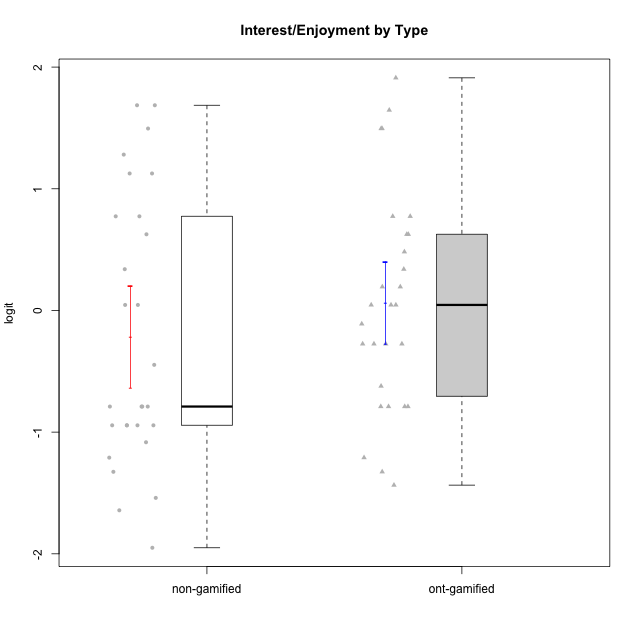 Interest/Enjoyment by Type
logit
2
1
0
-1
-2
non-gamified
ont-gamified